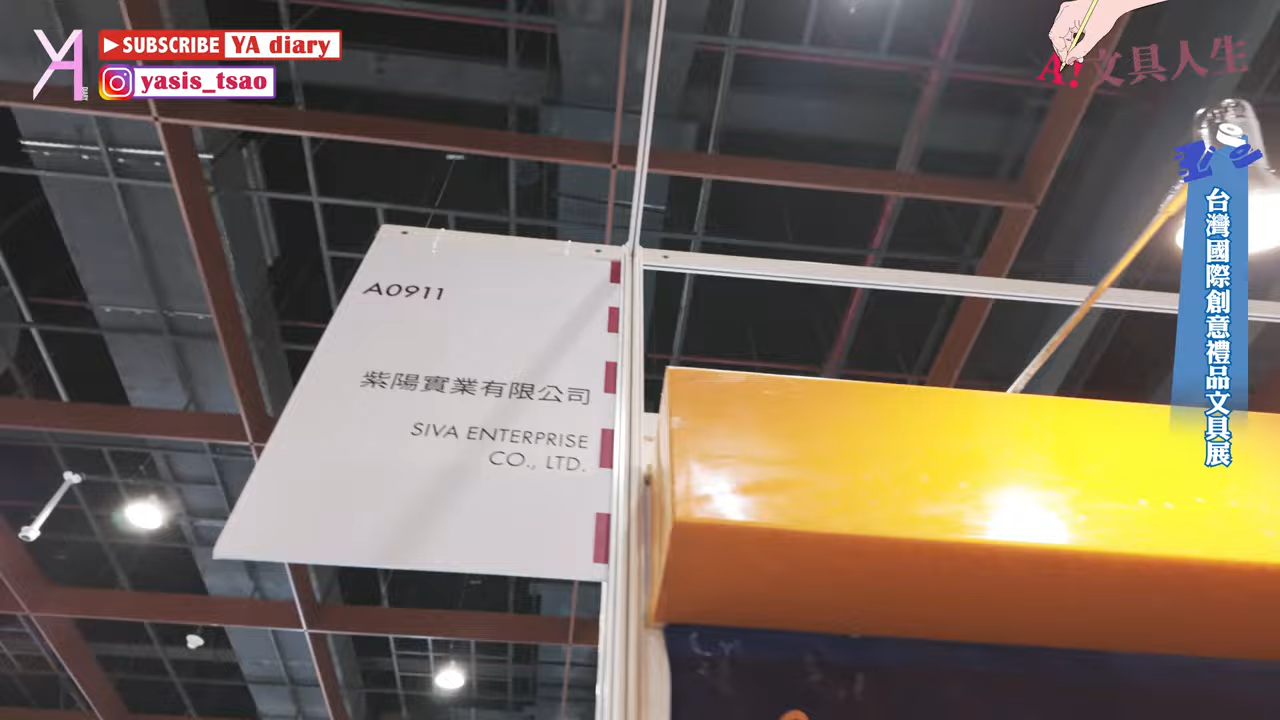 YA
SUBSCRIBE YA diary
yasis_tsao
A!文具人生
台灣國際創意禮品文具展
A0911
紫陽實業有限公司
SIVA ENTERPRISE
CO., LTD.